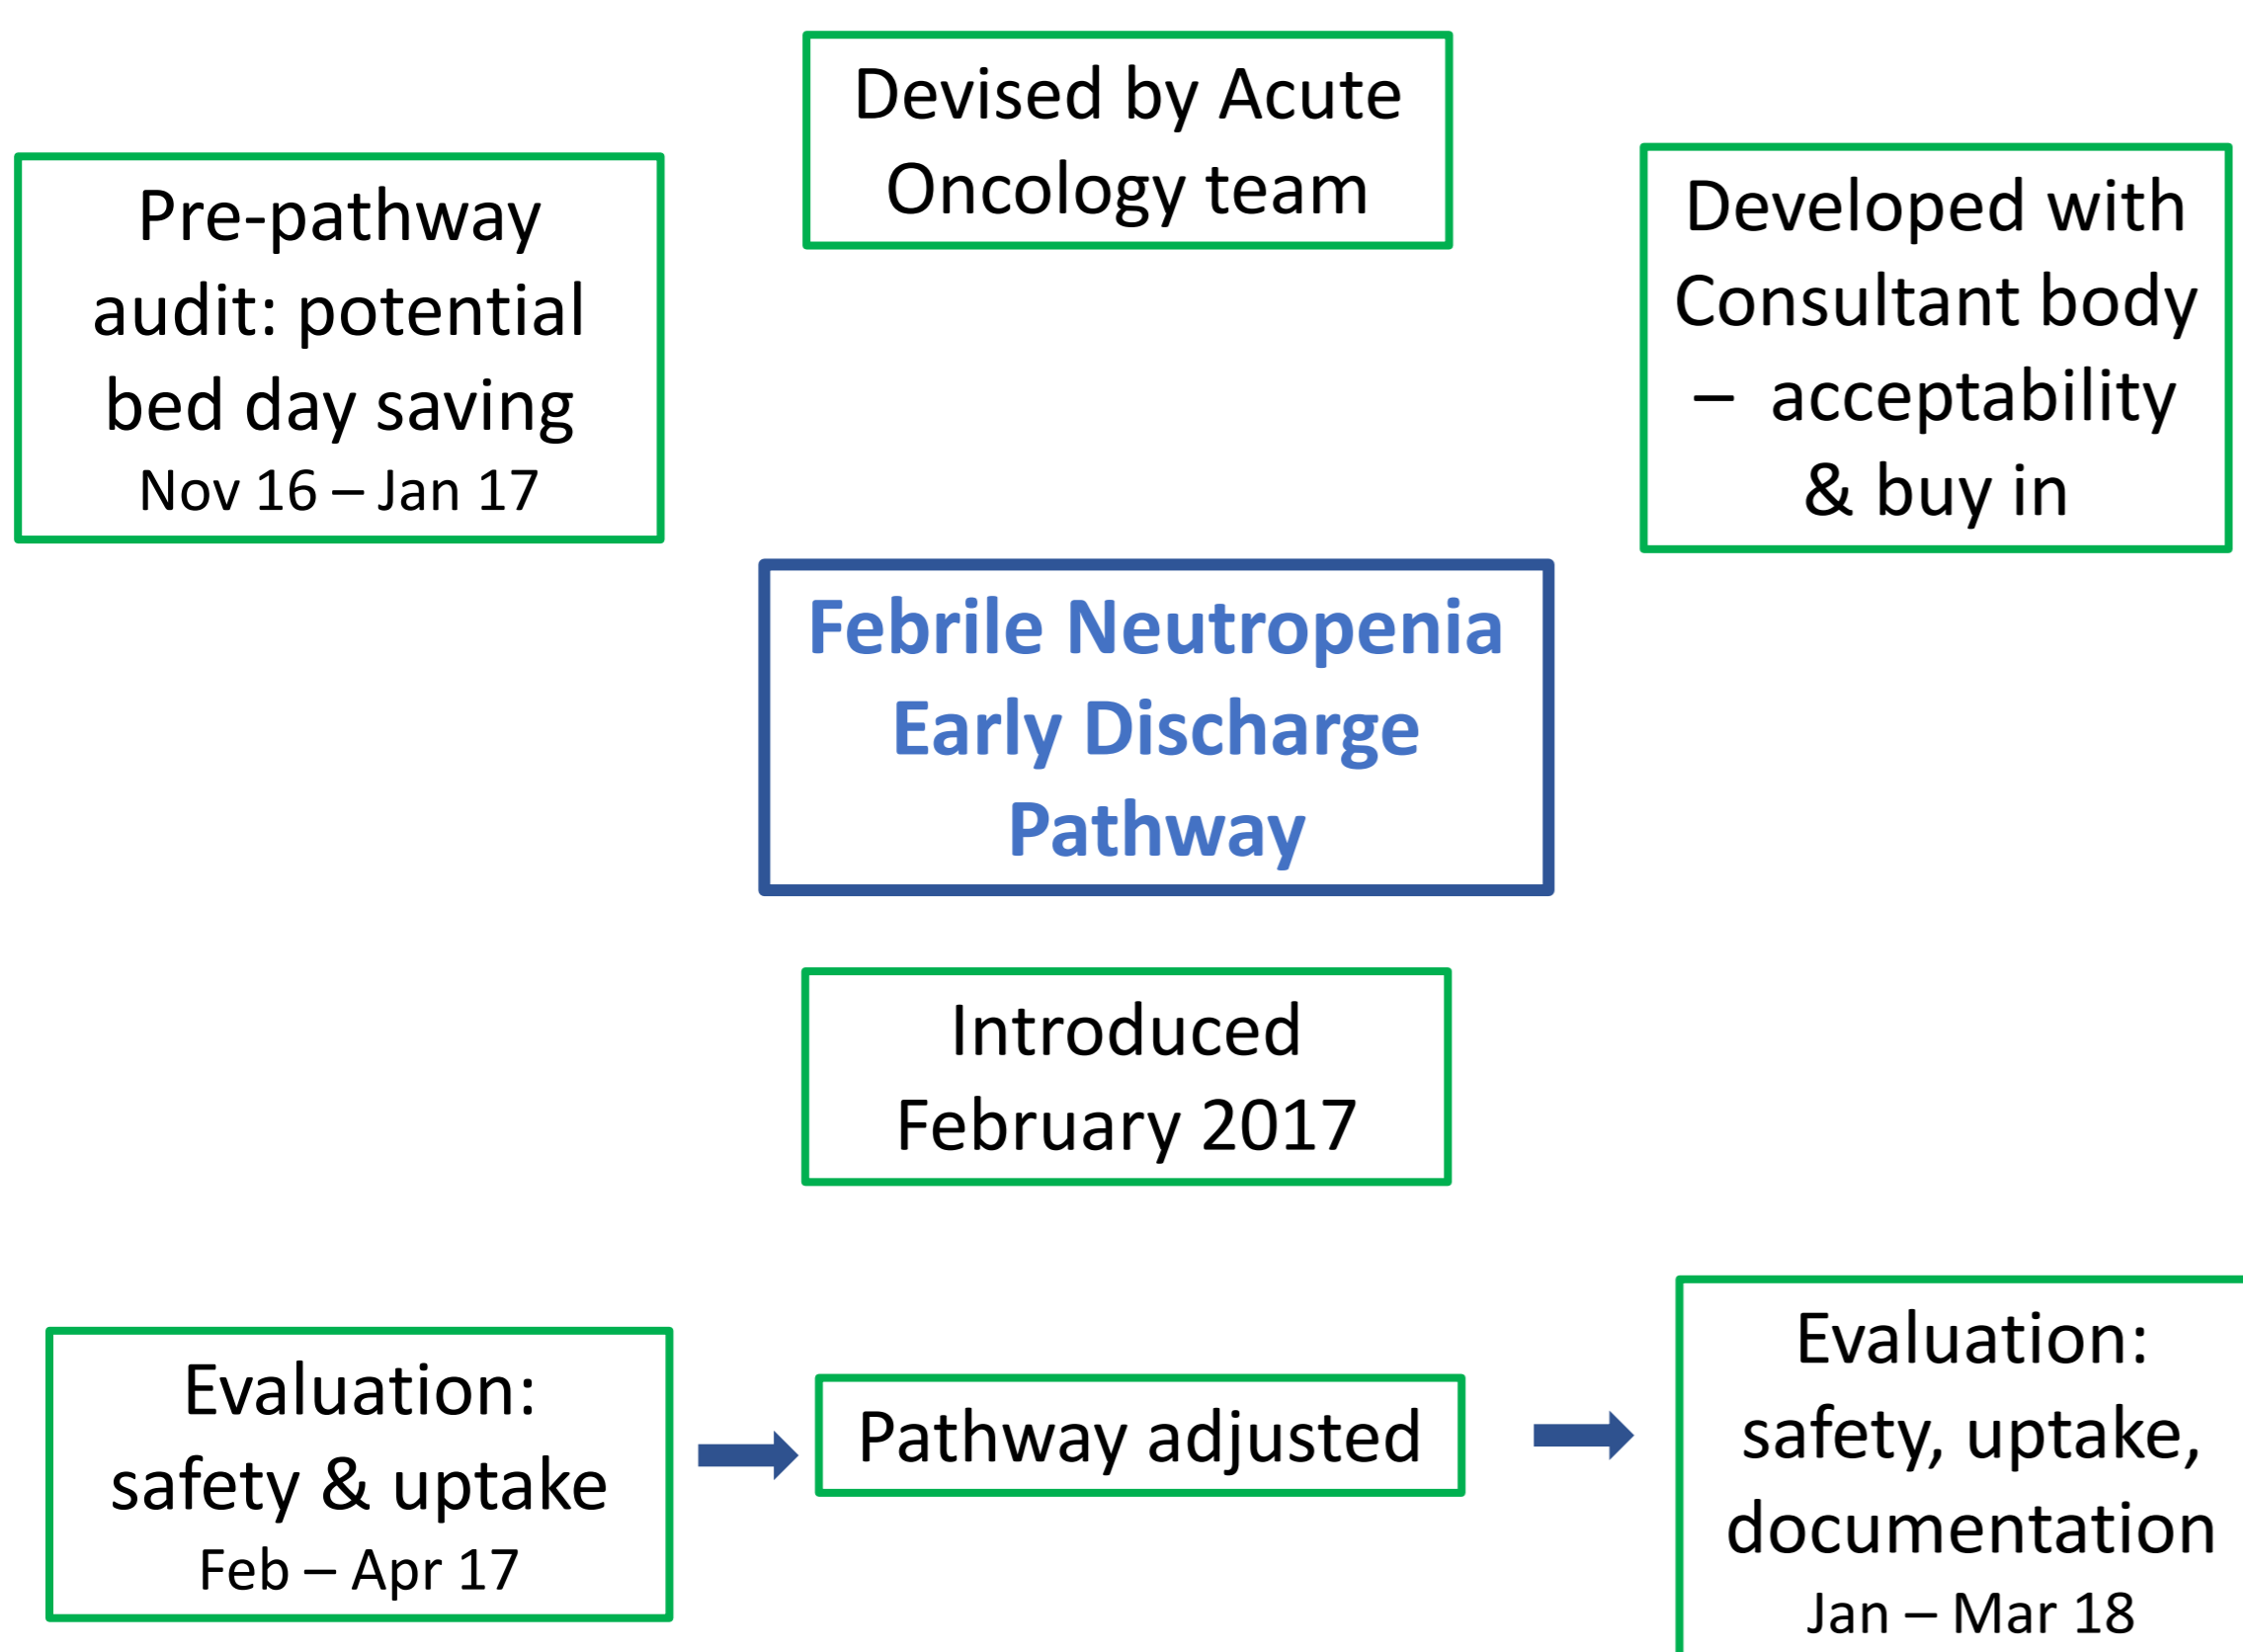 Devised by Acute
Oncology team
Pre-pathway
audit: potential
bed day saving
Nov 16 – Jan 17
Developed with
Consultant body
– acceptability
& buy in
Febrile Neutropenia
Early Discharge
Pathway
Introduced
February 2017
Evaluation:
safety & uptake
Feb – Apr 17
Pathway adjusted
Evaluation:
safety, uptake,
documentation
Jan – Mar 18